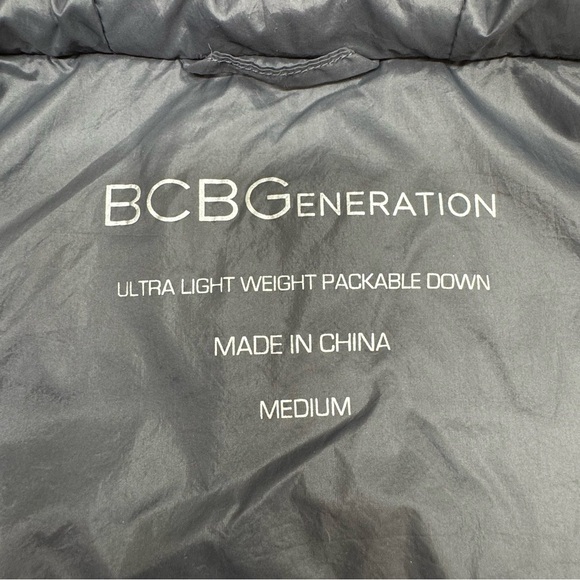 BCBGENERATION
ULTRA LIGHT WEIGHT PACKABLE DOWN
MADE IN CHINA
MEDIUM